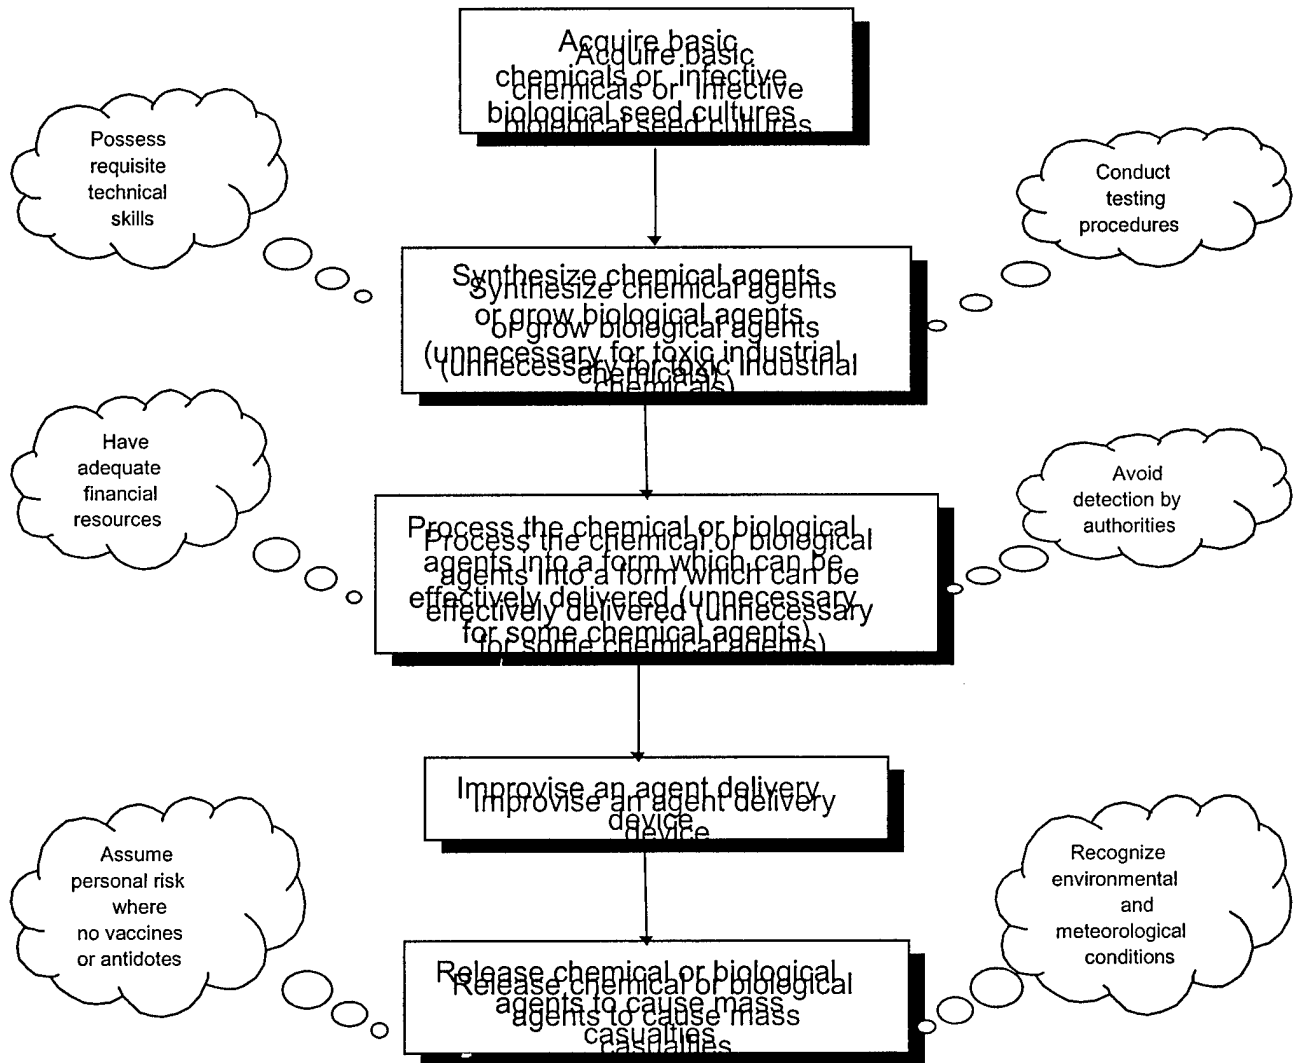 Acquire basic
chemicals or infective
biological seed cultures
Possess
requisite
technical
skills
Conduct
testing
procedures
Synthesize chemical agents
or grow biological agents
(unnecessary for toxic industrial
chemicals)
Have
adequate
financial
resources
Avoid
detection by
authorities
Process the chemical or biological
agents into a form which can be
effectively delivered (unnecessary
for some chemical agents)
Improvise an agent delivery
device
Assume
personal risk
where
no vaccines
or antidotes
Recognize
environmental
and
meteorological
conditions
Release chemical or biological
agents to cause mass
casualties